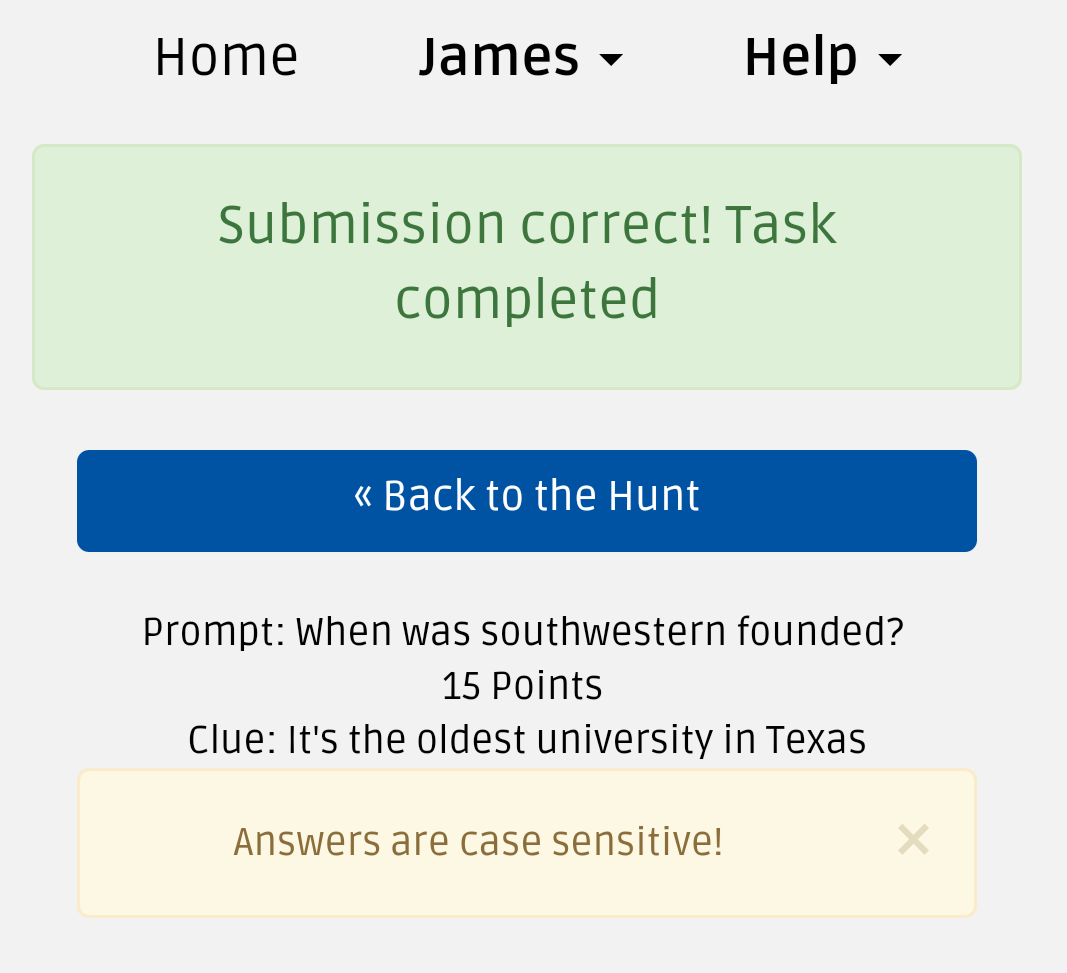 Home James Help
Submission correct! Task
completed
« Back to the Hunt
Prompt: When was southwestern founded?
15 Points
Clue: It's the oldest university in Texas
Answers are case sensitive! ×